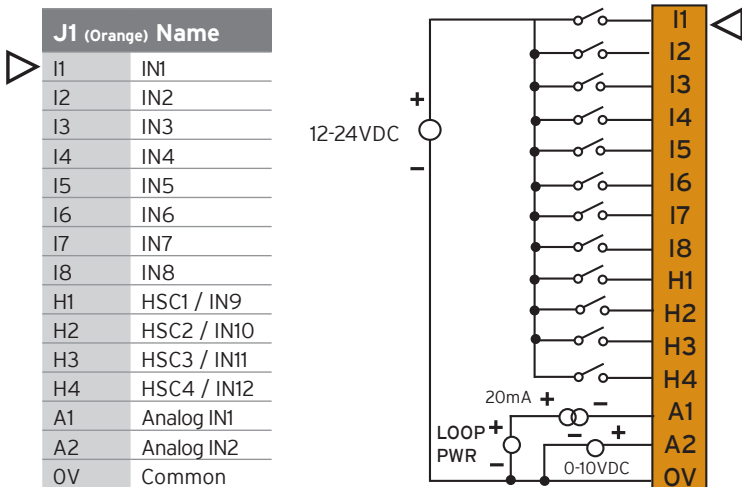 J1 (Orange) Name
I1 IN1
I2 IN2
I3 IN3
I4 IN4
I5 IN5
I6 IN6
I7 IN7
I8 IN8
H1 HSC1 / IN9
H2 HSC2 / IN10
H3 HSC3 / IN11
H4 HSC4 / IN12
A1 Analog IN1
A2 Analog IN2
0V Common
+
12-24VDC
−
I1
I2
I3
I4
I5
I6
I7
I8
H1
H2
H3
H4
20mA + −
A1
LOOP +
PWR −
− +
A2
0-10VDC
0V